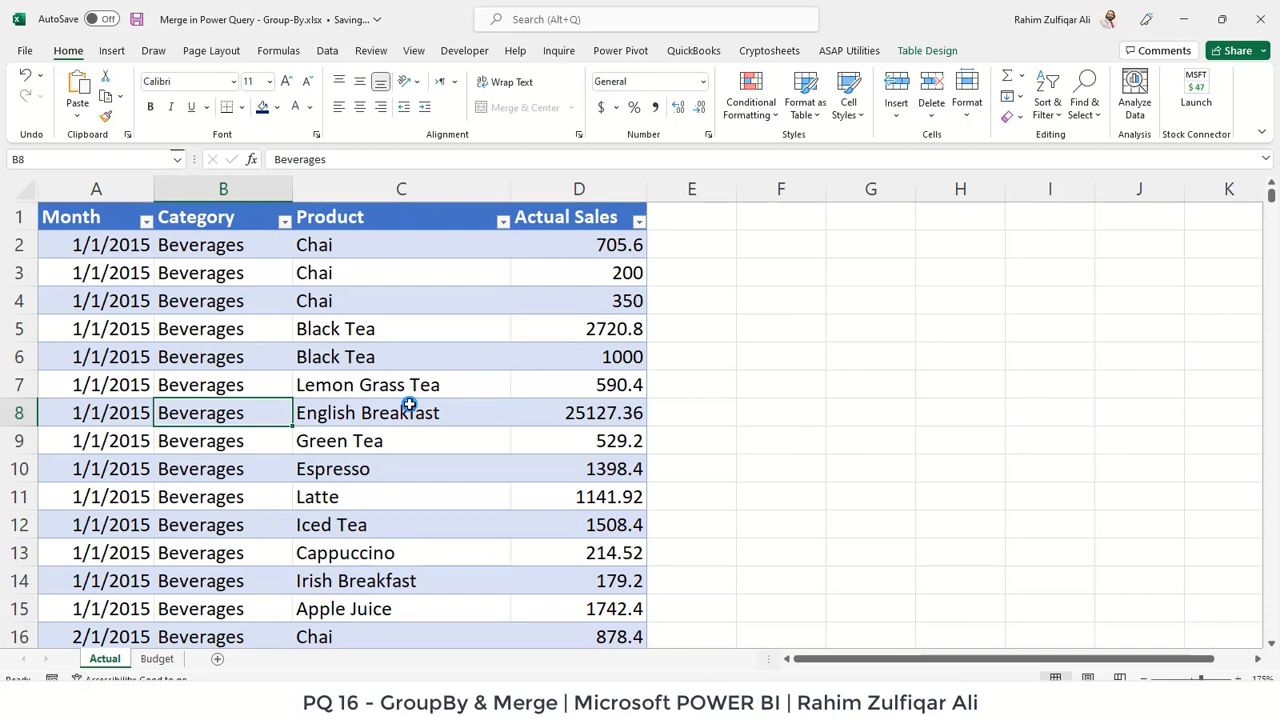 AutoSave Off Merge in Power Query - Group-By.xlsx • Saving... Search (Alt+Q) Rahim Zulfiqar Ali
File Home Insert Draw Page Layout Formulas Data Review View Developer Help Inquire Power Pivot QuickBooks Cryptosheets ASAP Utilities Table Design Comments Share
Calibri 11 Wrap Text General MSFT
$ 47
Paste B I U Merge & Center $ % Conditional Formatting Format as Table Cell Styles Insert Delete Format Sort & Filter Find & Select Analyze Data Launch
Undo Clipboard Font Alignment Number Styles Cells Editing Analysis Stock Connector
B8 fx Beverages
A B C D E F G H I J K
1 Month Category Product Actual Sales
2 1/1/2015 Beverages Chai 705.6
3 1/1/2015 Beverages Chai 200
4 1/1/2015 Beverages Chai 350
5 1/1/2015 Beverages Black Tea 2720.8
6 1/1/2015 Beverages Black Tea 1000
7 1/1/2015 Beverages Lemon Grass Tea 590.4
8 1/1/2015 Beverages English Breakfast 25127.36
9 1/1/2015 Beverages Green Tea 529.2
10 1/1/2015 Beverages Espresso 1398.4
11 1/1/2015 Beverages Latte 1141.92
12 1/1/2015 Beverages Iced Tea 1508.4
13 1/1/2015 Beverages Cappuccino 214.52
14 1/1/2015 Beverages Irish Breakfast 179.2
15 1/1/2015 Beverages Apple Juice 1742.4
16 2/1/2015 Beverages Chai 878.4
Actual Budget
Accessibility: Good to go 175%
PQ 16 - GroupBy & Merge | Microsoft POWER BI | Rahim Zulfiqar Ali